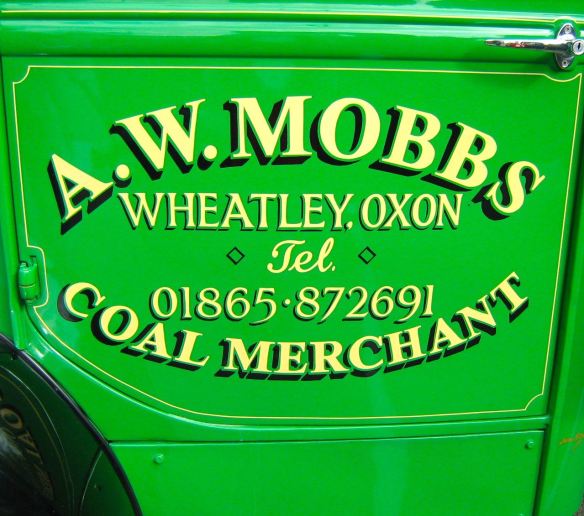 A.W. MOBBS
WHEATLEY, OXON
Tel.
01865·872691
COAL MERCHANT